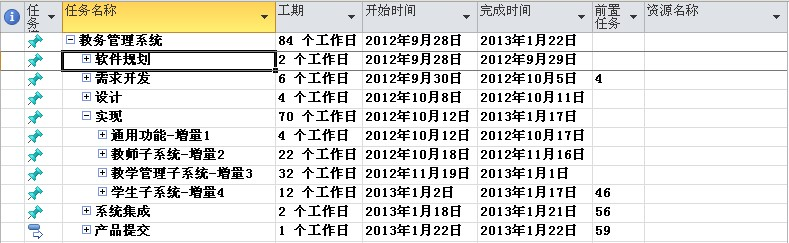 任务 任务名称 工期 开始时间 完成时间 前置任务 资源名称
教务管理系统 84 个工作日 2012年9月28日 2013年1月22日
软件规划 2 个工作日 2012年9月28日 2012年9月29日
需求开发 6 个工作日 2012年9月30日 2012年10月5日 4
设计 4 个工作日 2012年10月8日 2012年10月11日
实现 70 个工作日 2012年10月12日 2013年1月17日
通用功能-增量1 4 个工作日 2012年10月12日 2012年10月17日
教师子系统-增量2 22 个工作日 2012年10月18日 2012年11月16日
教学管理子系统-增量3 32 个工作日 2012年11月19日 2013年1月1日
学生子系统-增量4 12 个工作日 2013年1月2日 2013年1月17日 46
系统集成 2 个工作日 2013年1月18日 2013年1月21日 56
产品提交 1 个工作日 2013年1月22日 2013年1月22日 59